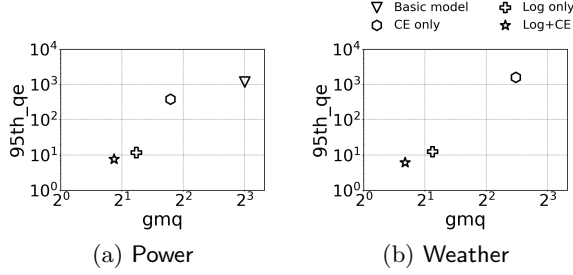 Basic model
Log only
CE only
Log+CE
10^4
10^3
10^2
10^1
10^0
95th_qe
2^0
2^1
2^2
2^3
gmq
(a) Power
10^4
10^3
10^2
10^1
10^0
95th_qe
2^0
2^1
2^2
2^3
gmq
(b) Weather